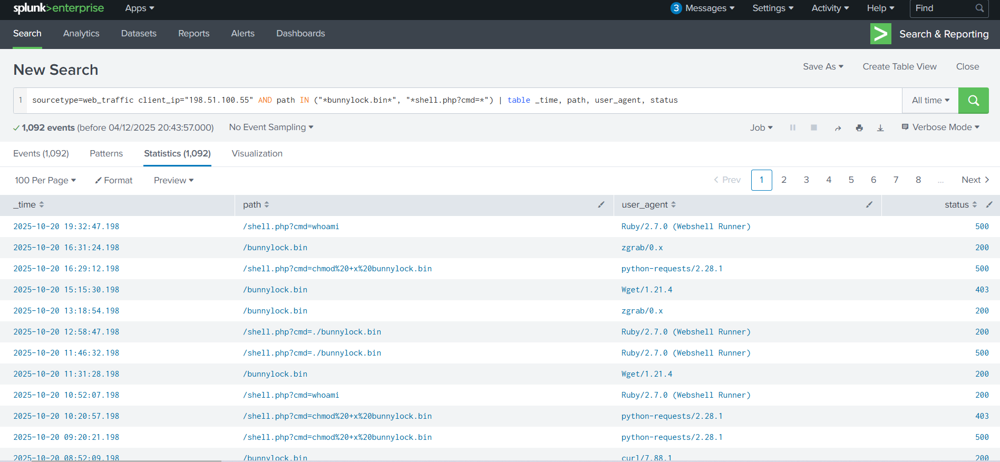 splunk>enterprise Apps 3 Messages Settings Activity Help Find
Search Analytics Datasets Reports Alerts Dashboards > Search & Reporting
New Search Save As Create Table View Close
1 sourcetype=web_traffic client_ip="198.51.100.55" AND path IN ("*bunnylock.bin*", "*shell.php?cmd=*") | table _time, path, user_agent, status All time
1,092 events (before 04/12/2025 20:43:57.000) No Event Sampling Job Verbose Mode
Events (1,092) Patterns Statistics (1,092) Visualization
100 Per Page Format Preview < Prev 1 2 3 4 5 6 7 8 ... Next >
_time path user_agent status
2025-10-20 19:32:47.198 /shell.php?cmd=whoami Ruby/2.7.0 (Webshell Runner) 500
2025-10-20 16:31:24.198 /bunnylock.bin zgrab/0.x 200
2025-10-20 16:29:12.198 /shell.php?cmd=chmod%20+x%20bunnylock.bin python-requests/2.28.1 500
2025-10-20 15:15:30.198 /bunnylock.bin Wget/1.21.4 403
2025-10-20 13:18:54.198 /bunnylock.bin zgrab/0.x 200
2025-10-20 12:58:47.198 /shell.php?cmd=./bunnylock.bin Ruby/2.7.0 (Webshell Runner) 200
2025-10-20 11:46:32.198 /shell.php?cmd=./bunnylock.bin Ruby/2.7.0 (Webshell Runner) 500
2025-10-20 11:31:28.198 /bunnylock.bin Wget/1.21.4 200
2025-10-20 10:52:07.198 /shell.php?cmd=whoami Ruby/2.7.0 (Webshell Runner) 200
2025-10-20 10:20:57.198 /shell.php?cmd=chmod%20+x%20bunnylock.bin python-requests/2.28.1 403
2025-10-20 09:20:21.198 /shell.php?cmd=chmod%20+x%20bunnylock.bin python-requests/2.28.1 500
2025-10-20 08:52:09.198 /bunnylock.bin curl/7.88.1 200